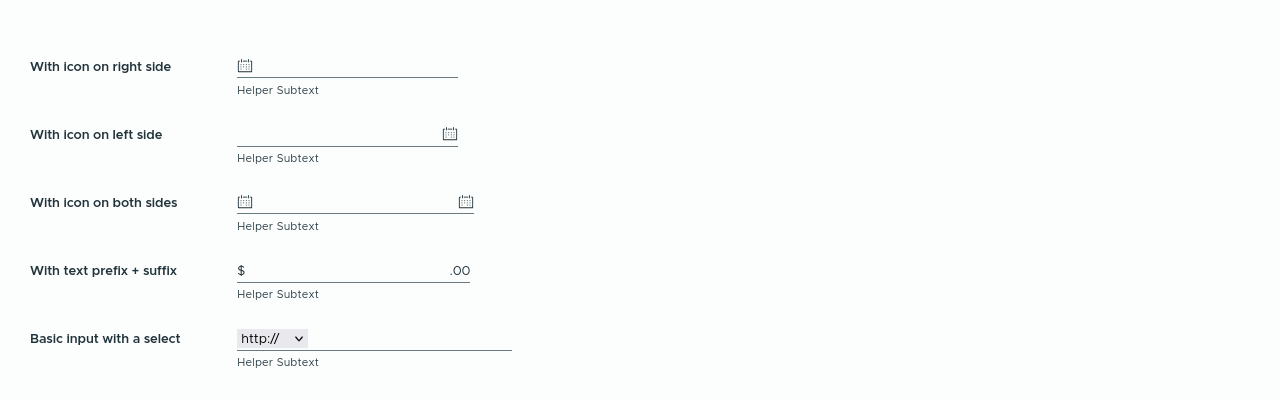 With icon on right side
Helper Subtext
With icon on left side
Helper Subtext
With icon on both sides
Helper Subtext
With text prefix + suffix $ .00
Helper Subtext
Basic input with a select http://
Helper Subtext